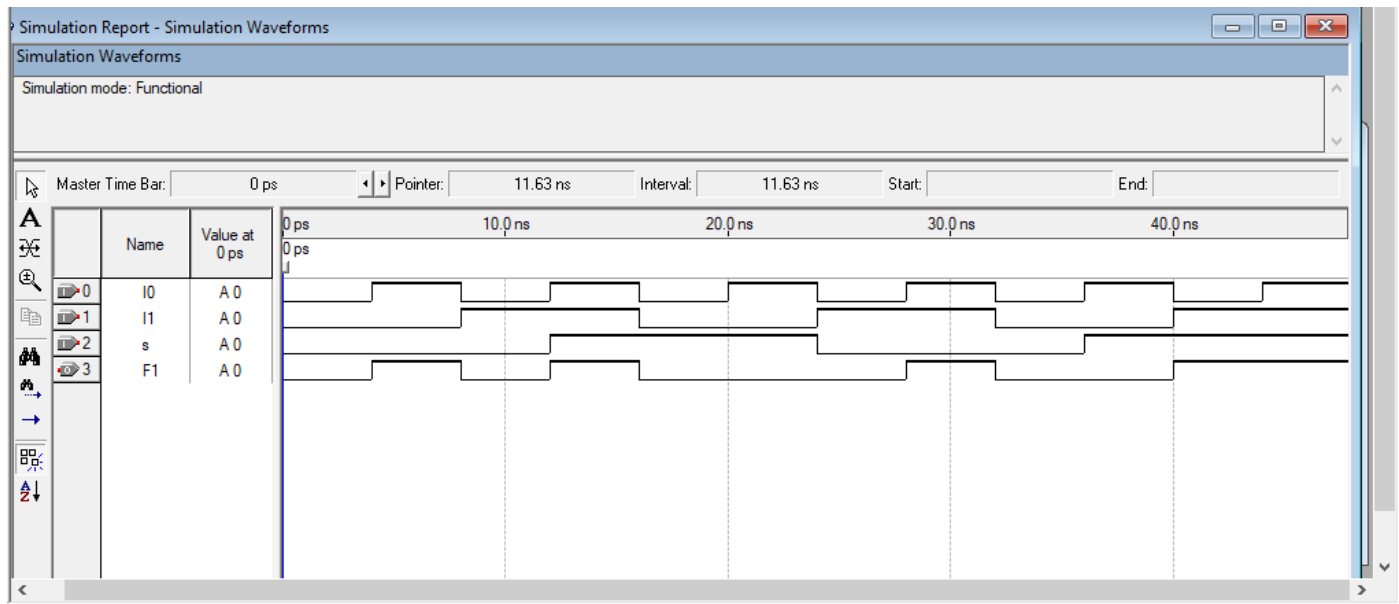 Simulation Report - Simulation Waveforms
Simulation Waveforms
Simulation mode: Functional
Master Time Bar: 0 ps Pointer: 11.63 ns Interval: 11.63 ns Start: End:
Name Value at 0 ps 0 ps 10.0 ns 20.0 ns 30.0 ns 40.0 ns
0 ps
0 I0 A 0
1 I1 A 0
2 s A 0
3 F1 A 0